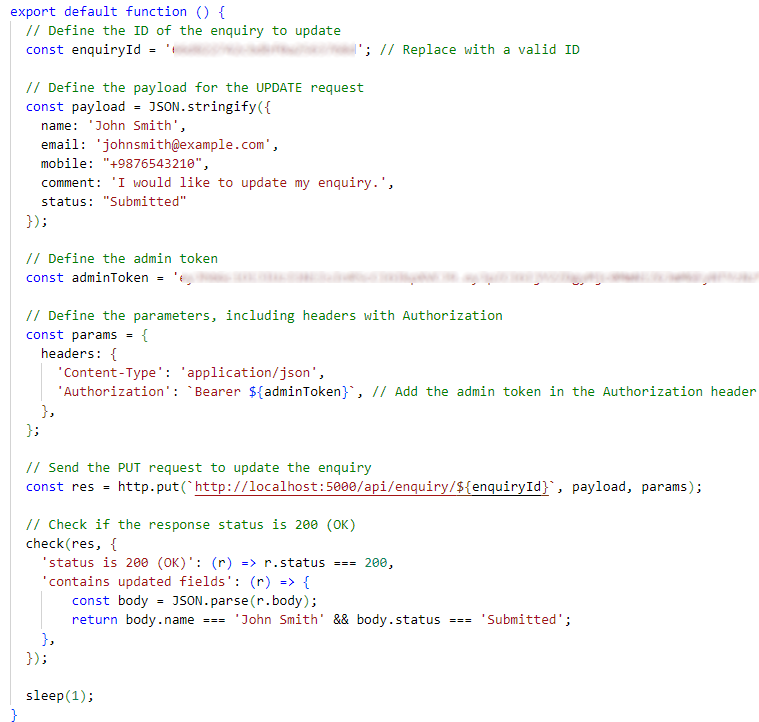 export default function () {
// Define the ID of the enquiry to update
const enquiryId = ' '; // Replace with a valid ID
// Define the payload for the UPDATE request
const payload = JSON.stringify({
name: 'John Smith',
email: 'johnsmith@example.com',
mobile: "+9876543210",
comment: 'I would like to update my enquiry.',
status: "Submitted"
});
// Define the admin token
const adminToken = '
// Define the parameters, including headers with Authorization
const params = {
headers: {
'Content-Type': 'application/json',
'Authorization': `Bearer ${adminToken}`, // Add the admin token in the Authorization header
},
};
// Send the PUT request to update the enquiry
const res = http.put(`http://localhost:5000/api/enquiry/${enquiryId}`, payload, params);
// Check if the response status is 200 (OK)
check(res, {
'status is 200 (OK)': (r) => r.status === 200,
'contains updated fields': (r) => {
const body = JSON.parse(r.body);
return body.name === 'John Smith' && body.status === 'Submitted';
},
});
sleep(1);
}